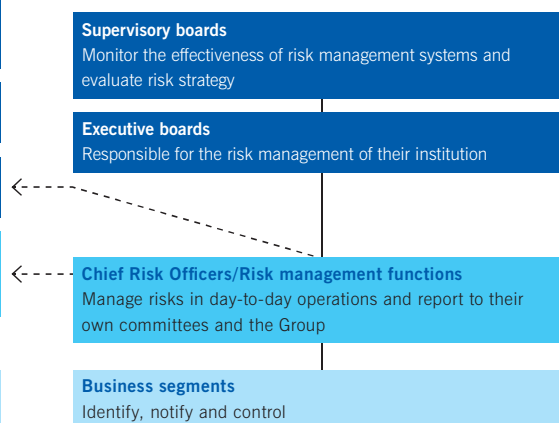 Supervisory boards
Monitor the effectiveness of risk management systems and
evaluate risk strategy
Executive boards
Responsible for the risk management of their institution
Chief Risk Officers/Risk management functions
Manage risks in day-to-day operations and report to their
own committees and the Group
Business segments
Identify, notify and control